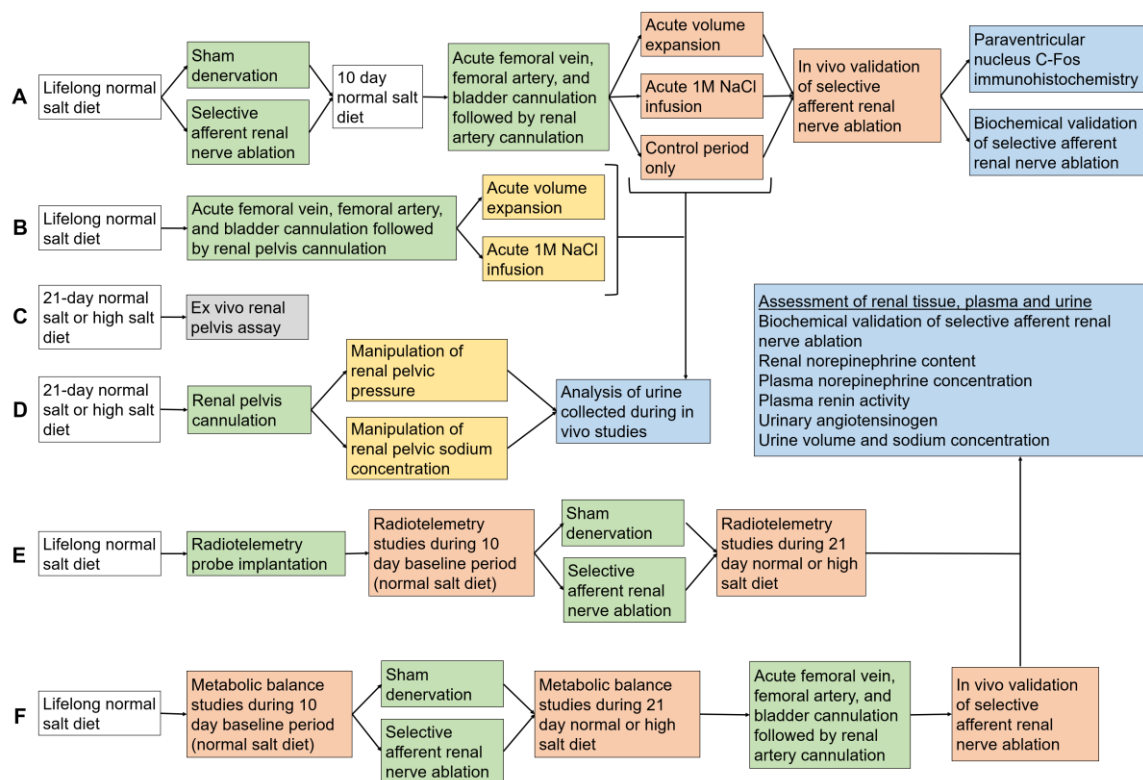 A
Lifelong normal
salt diet
Sham
denervation
Selective
afferent renal
nerve ablation
10 day
normal salt
diet
Acute femoral vein,
femoral artery, and
bladder cannulation
followed by renal
artery cannulation
Acute volume
expansion
Acute 1M NaCl
infusion
Control period
only
In vivo validation
of selective
afferent renal
nerve ablation
Paraventricular
nucleus C-Fos
immunohistochemistry
Biochemical validation
of selective afferent
renal nerve ablation
B
Lifelong normal
salt diet
Acute femoral vein, femoral artery,
and bladder cannulation followed
by renal pelvis cannulation
Acute volume
expansion
Acute 1M NaCl
infusion
C
21-day normal
salt or high salt
diet
Ex vivo renal
pelvis assay
D
21-day normal
salt or high salt
diet
Renal pelvis
cannulation
Manipulation of
renal pelvic
pressure
Manipulation of
renal pelvic sodium
concentration
Analysis of urine
collected during in
vivo studies
Assessment of renal tissue, plasma and urine
Biochemical validation of selective afferent renal
nerve ablation
Renal norepinephrine content
Plasma norepinephrine concentration
Plasma renin activity
Urinary angiotensinogen
Urine volume and sodium concentration
E
Lifelong normal
salt diet
Radiotelemetry
probe implantation
Radiotelemetry
studies during 10
day baseline period
(normal salt diet)
Sham
denervation
Selective
afferent renal
nerve ablation
Radiotelemetry
studies during 21
day normal or high
salt diet
F
Lifelong normal
salt diet
Metabolic balance
studies during 10
day baseline period
(normal salt diet)
Sham
denervation
Selective
afferent renal
nerve ablation
Metabolic balance
studies during 21
day normal or high
salt diet
Acute femoral vein,
femoral artery, and
bladder cannulation
followed by renal
artery cannulation
In vivo validation
of selective
afferent renal
nerve ablation